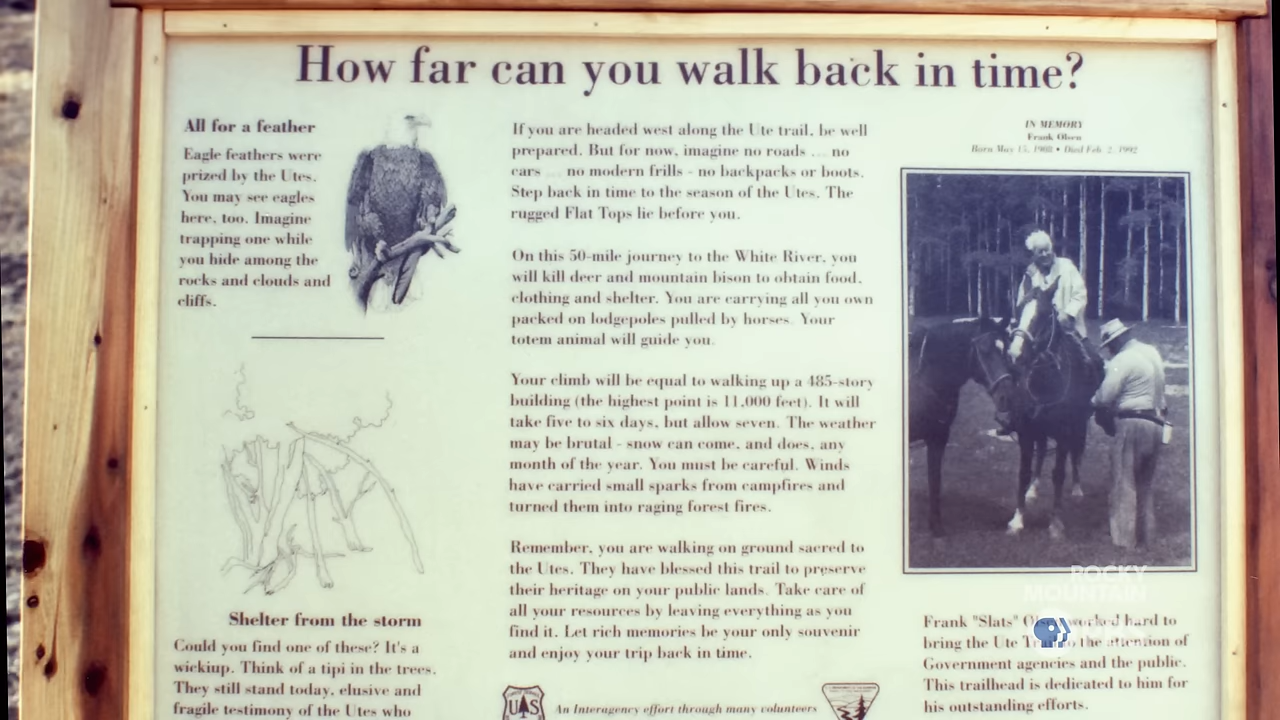 How far can you walk back in time?
All for a feather
Eagle feathers were
prized by the Utes.
You may see eagles
here, too. Imagine
trapping one while
you hide among the
rocks and clouds and
cliffs.
Shelter from the storm
Could you find one of these? It's a
wickiup. Think of a tipi in the trees.
They still stand today, elusive and
fragile testimony of the Utes who
If you are headed west along the Ute trail, be well
prepared. But for now, imagine no roads ... no
cars ... no modern frills - no backpacks or boots.
Step back in time to the season of the Utes. The
rugged Flat Tops lie before you.
On this 50-mile journey to the White River, you
will kill deer and mountain bison to obtain food,
clothing and shelter. You are carrying all you own
packed on lodgepoles pulled by horses. Your
totem animal will guide you.
Your climb will be equal to walking up a 485-story
building (the highest point is 11,000 feet). It will
take five to six days, but allow seven. The weather
may be brutal - snow can come, and does, any
month of the year. You must be careful. Winds
have carried small sparks from campfires and
turned them into raging forest fires.
Remember, you are walking on ground sacred to
the Utes. They have blessed this trail to preserve
their heritage on your public lands. Take care of
all your resources by leaving everything as you
find it. Let rich memories be your only souvenir
and enjoy your trip back in time.
U S
An Interagency effort through many volunteers
IN MEMORY
Frank Olsen
Born May 15, 1908 • Died Feb. 2, 1992
ROCKY
MOUNTAIN
PBS
Frank "Slats" Olsen worked hard to
bring the Ute Trail to the attention of
Government agencies and the public.
This trailhead is dedicated to him for
his outstanding efforts.